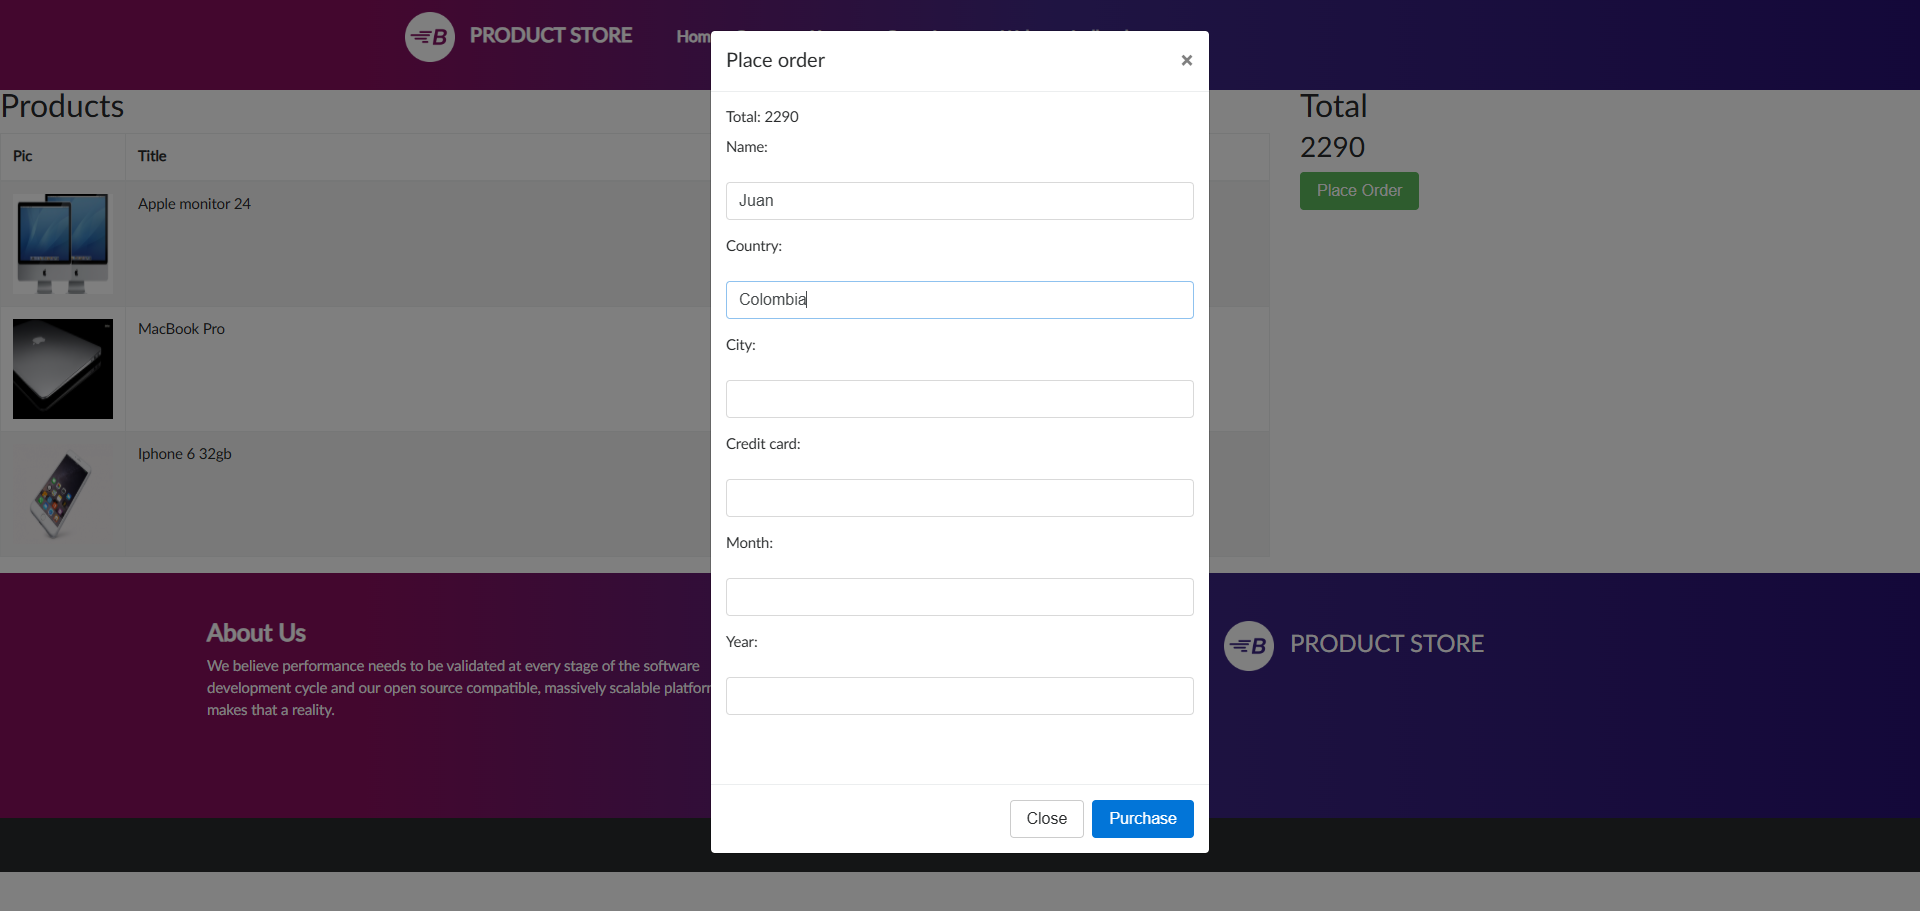 PRODUCT STORE
Hom
Place order
×
Products
Total
Total: 2290
2290
Name:
Pic
Title
Place Order
Juan
Apple monitor 24
Country:
Colombia
MacBook Pro
City:
Credit card:
Iphone 6 32gb
Month:
Year:
About Us
We believe performance needs to be validated at every stage of the software
development cycle and our open source compatible, massively scalable platforr
makes that a reality.
B PRODUCT STORE
Close
Purchase